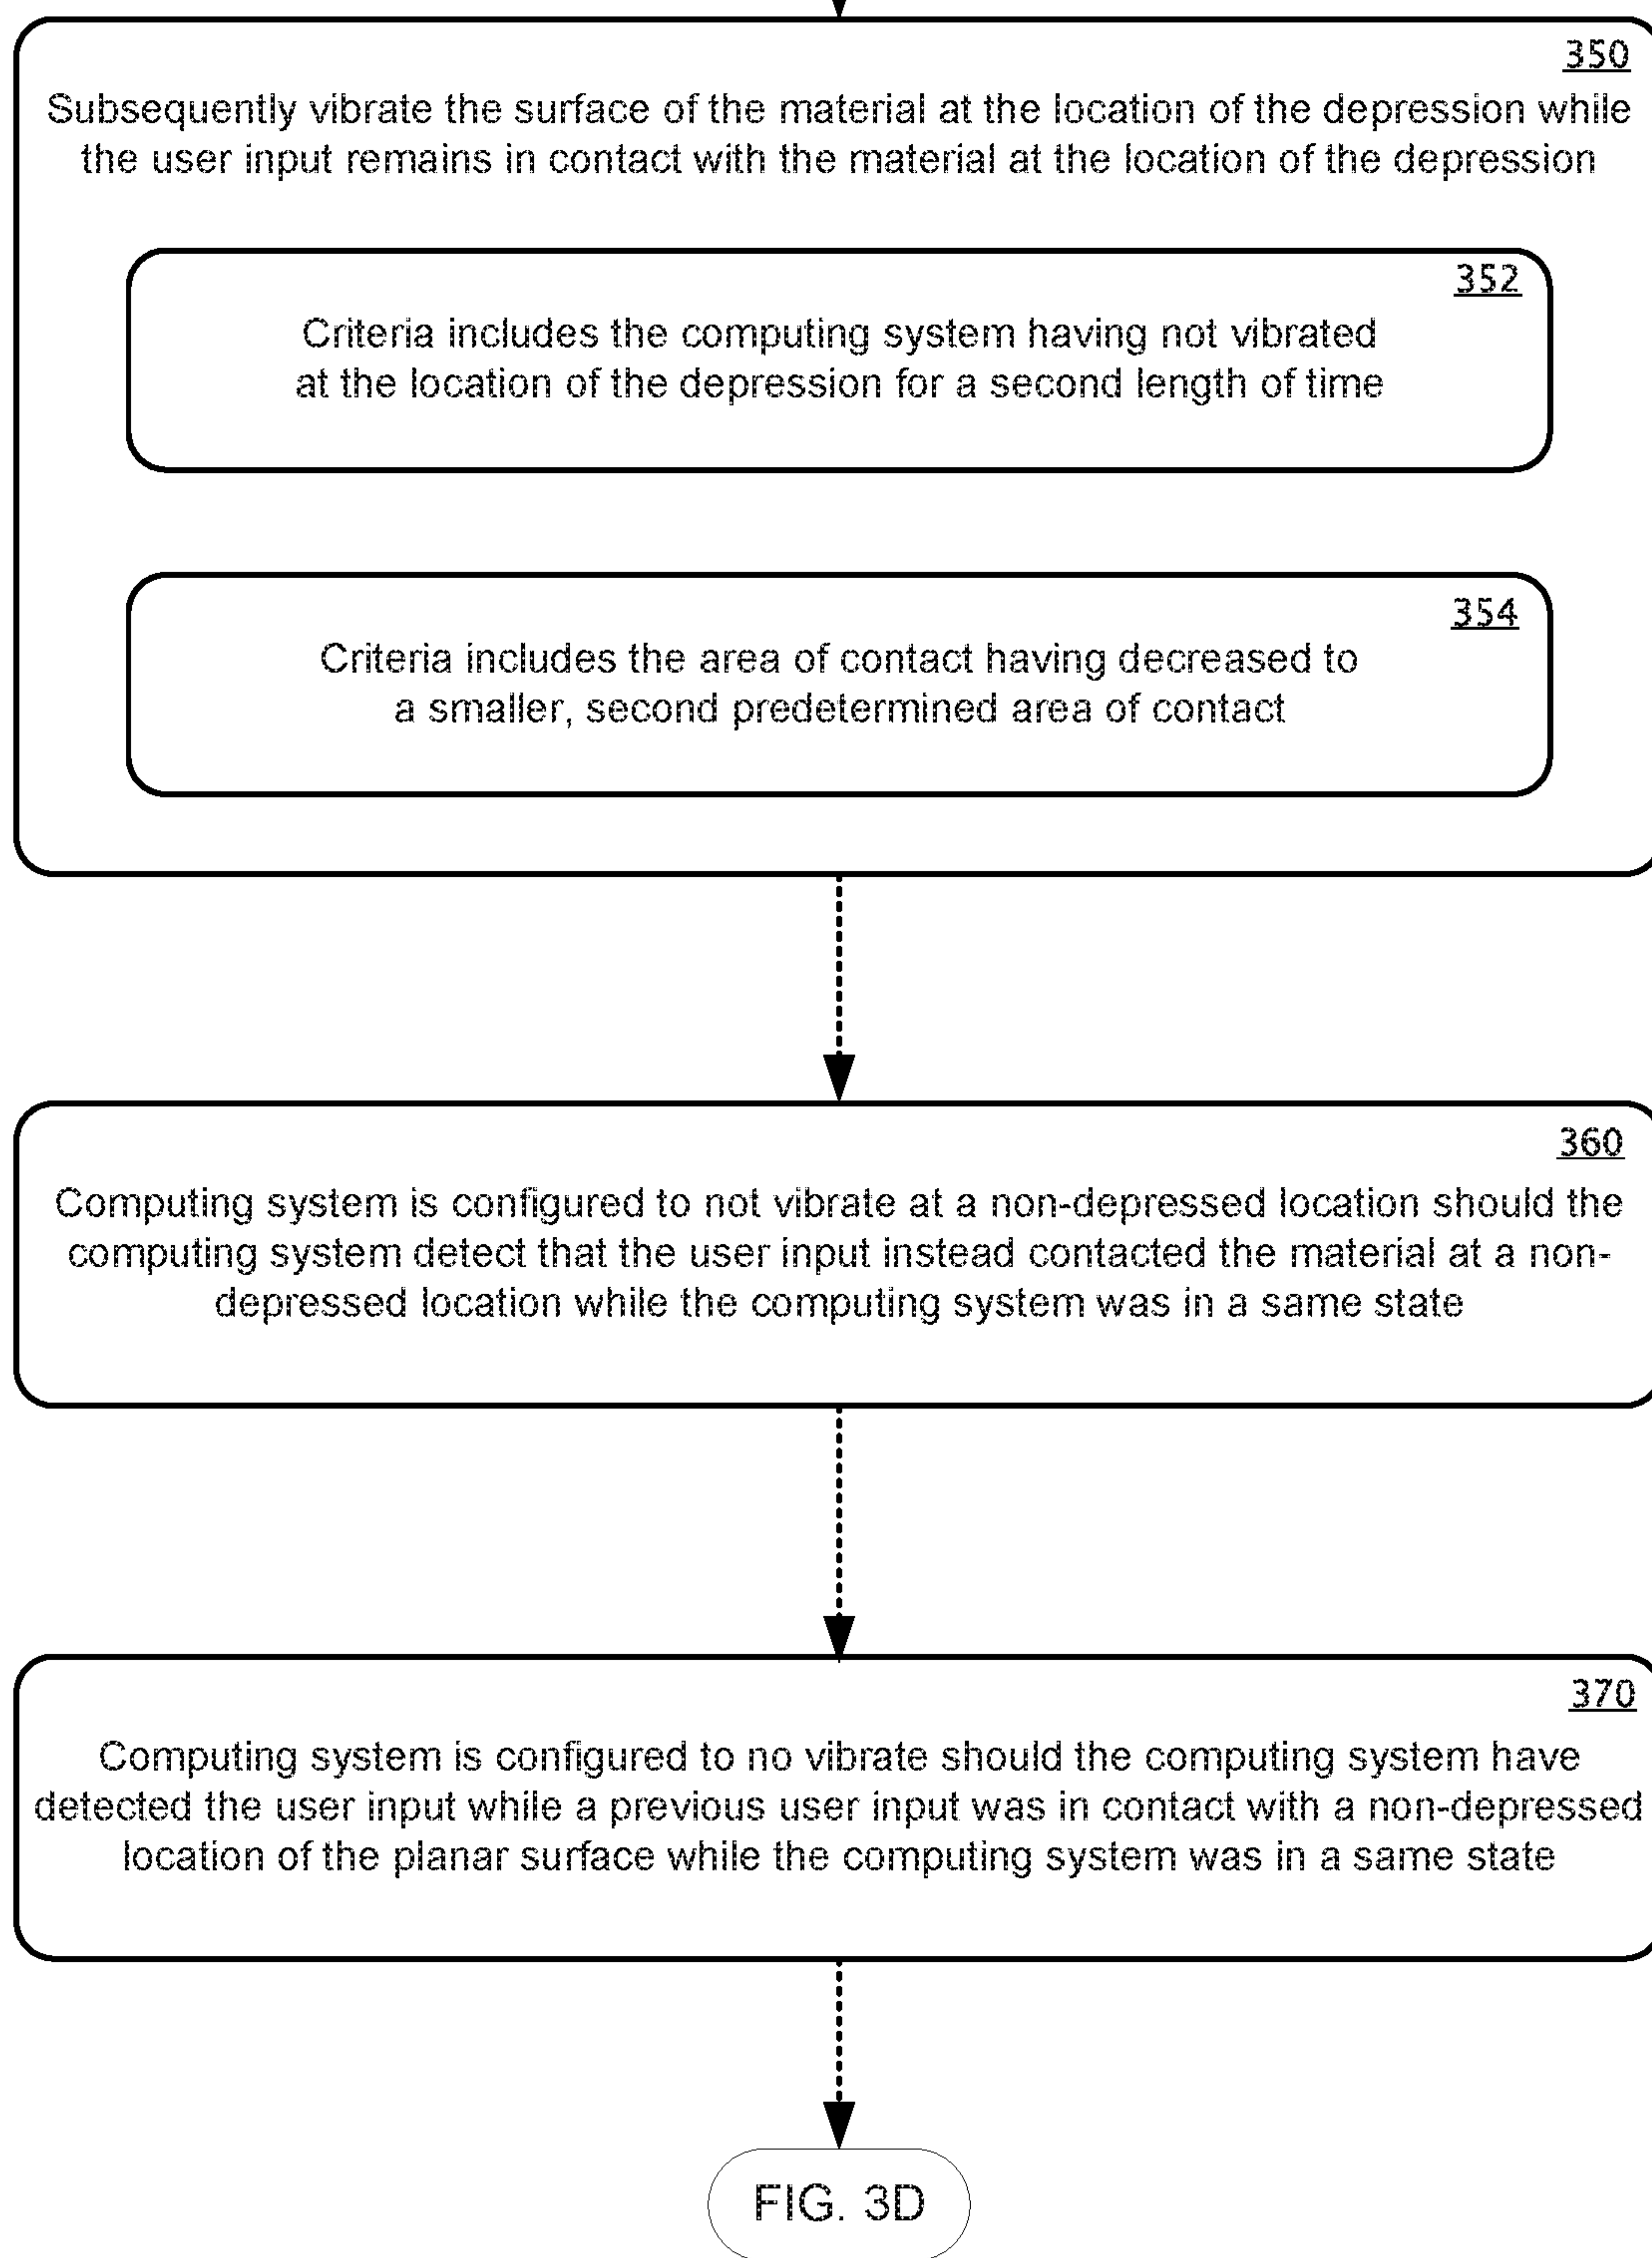 350
Subsequently vibrate the surface of the material at the location of the depression while
the user input remains in contact with the material at the location of the depression
352
Criteria includes the computing system having not vibrated
at the location of the depression for a second length of time
354
Criteria includes the area of contact having decreased to
a smaller, second predetermined area of contact
360
Computing system is configured to not vibrate at a non-depressed location should the
computing system detect that the user input instead contacted the material at a non-
depressed location while the computing system was in a same state
370
Computing system is configured to no vibrate should the computing system have
detected the user input while a previous user input was in contact with a non-depressed
location of the planar surface while the computing system was in a same state
FIG. 3D